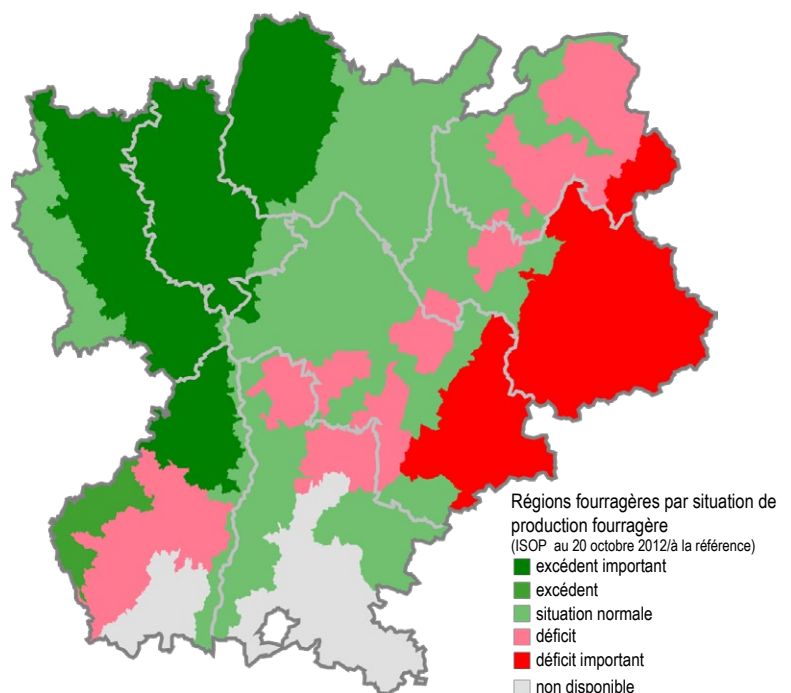 Régions fourragères par situation de
production fourragère
(ISOP au 20 octobre 2012/à la référence)
excédent important
excédent
situation normale
déficit
déficit important
non disponible